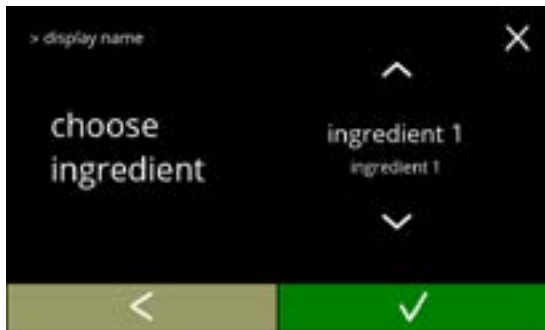 > display name
choose
ingredient
ingredient 1
ingredient 1